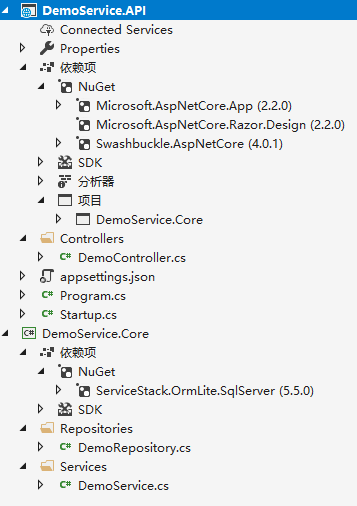 DemoService.API
Connected Services
Properties
依赖项
NuGet
Microsoft.AspNetCore.App (2.2.0)
Microsoft.AspNetCore.Razor.Design (2.2.0)
Swashbuckle.AspNetCore (4.0.1)
SDK
分析器
项目
DemoService.Core
Controllers
C# DemoController.cs
appsettings.json
C# Program.cs
C# Startup.cs
C# DemoService.Core
依赖项
NuGet
ServiceStack.OrmLite.SqlServer (5.5.0)
SDK
Repositories
C# DemoRepository.cs
Services
C# DemoService.cs